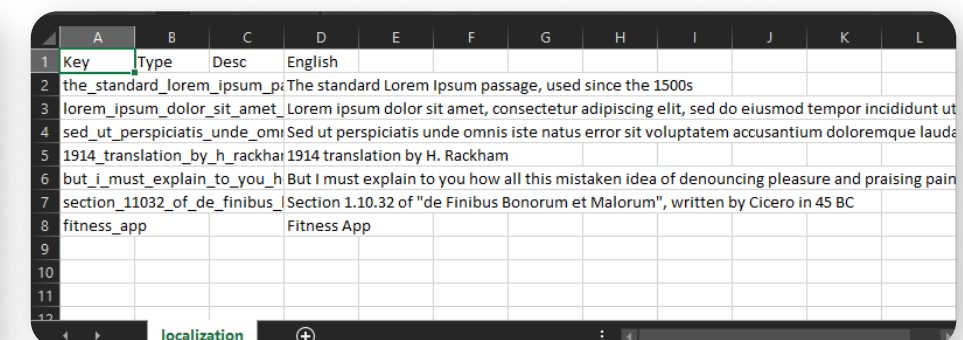 A B C D E F G H I J K L
1 Key Type Desc English
2 the_standard_lorem_ipsum_pa The standard Lorem Ipsum passage, used since the 1500s
3 lorem_ipsum_dolor_sit_amet_ Lorem ipsum dolor sit amet, consectetur adipiscing elit, sed do eiusmod tempor incididunt ut
4 sed_ut_perspiciatis_unde_omn Sed ut perspiciatis unde omnis iste natus error sit voluptatem accusantium doloremque lauda
5 1914_translation_by_h_rackham 1914 translation by H. Rackham
6 but_i_must_explain_to_you_h But I must explain to you how all this mistaken idea of denouncing pleasure and praising pain
7 section_11032_of_de_finibus_ Section 1.10.32 of "de Finibus Bonorum et Malorum", written by Cicero in 45 BC
8 fitness_app Fitness App
9
10
11
12
localization